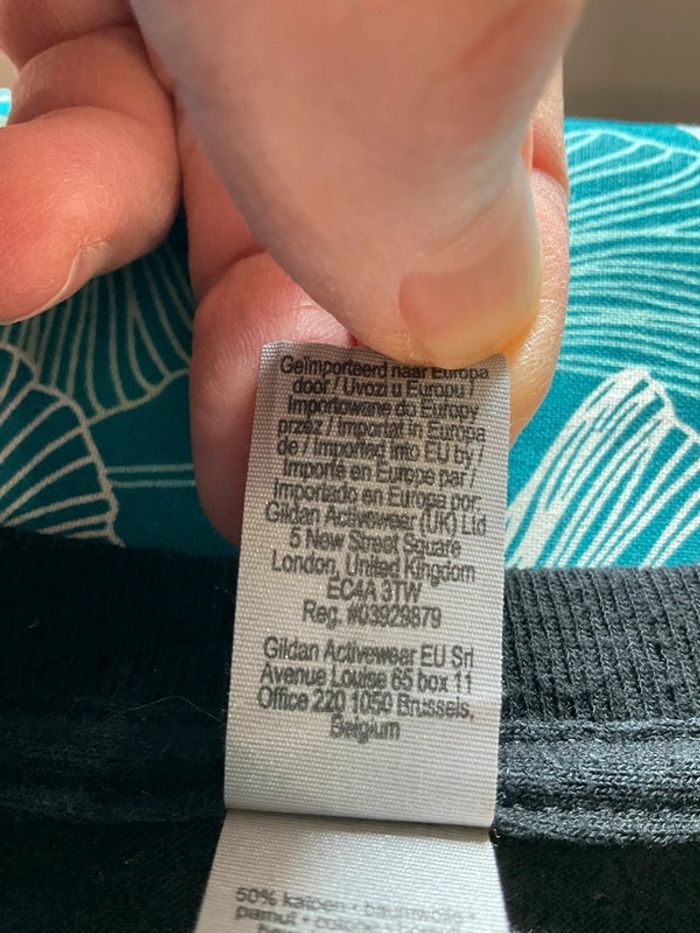 Geïmporteerd naar Europa
door / Uvozi u Europu /
Importowane do Europy
przez / Importat in Europa
de / Imported into EU by /
Importé en Europe par /
Importado en Europa por:
Gildan Activewear (UK) Ltd
5 New Street Square
London, United Kingdom
EC4A 3TW
Reg. #03929879
Gildan Activewear EU Srl
Avenue Louise 65 box 11
Office 220 1050 Brussels,
Belgium
50% katoen • baumwolle •
pamut •